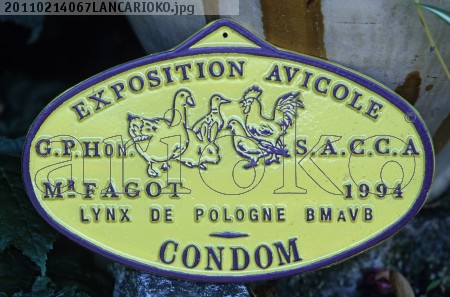 20110214067LANCARIOKO.jpg
EXPOSITION AVICOLE
G.P.HON. S.A.C.C.A
MR FAGOT 1994
LYNX DE POLOGNE BMAVB
CONDOM
arioko